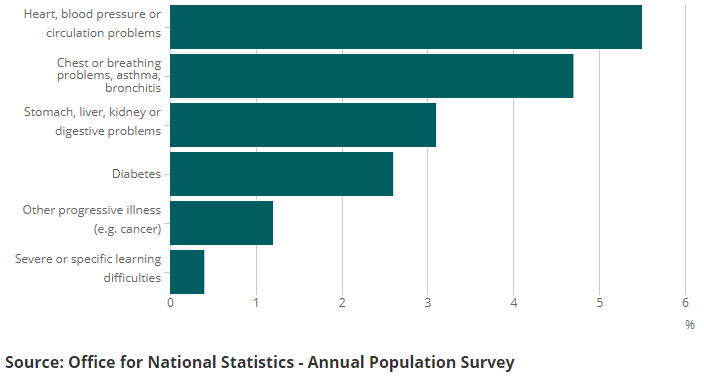 Heart, blood pressure or
circulation problems
Chest or breathing
problems, asthma,
bronchitis
Stomach, liver, kidney or
digestive problems
Diabetes
Other progressive illness
(e.g. cancer)
Severe or specific learning
difficulties
0 1 2 3 4 5 6
%
Source: Office for National Statistics - Annual Population Survey